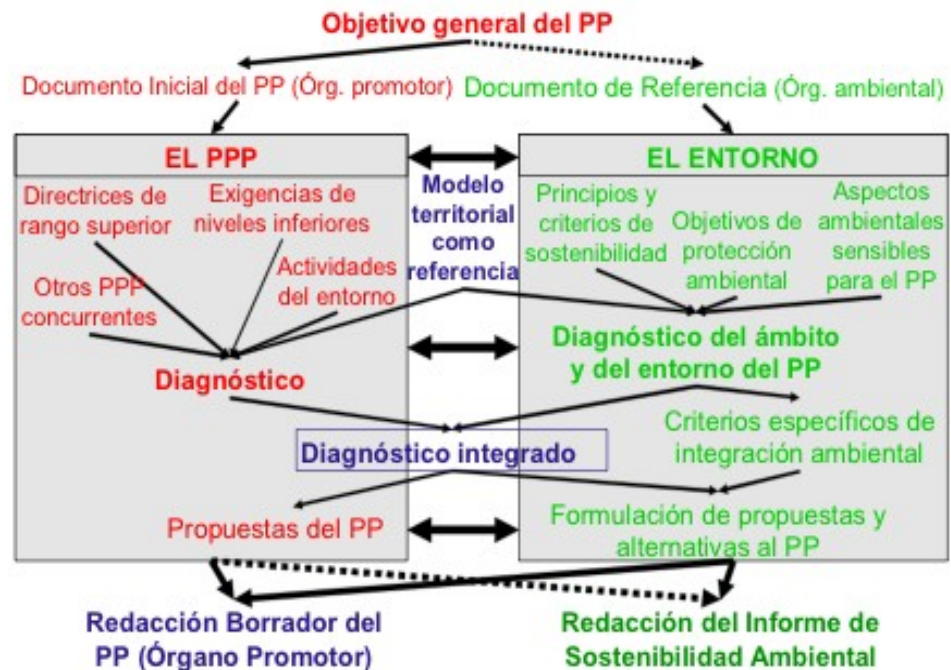 Objetivo general del PP
Documento Inicial del PP (Órg. promotor)
Documento de Referencia (Órg. ambiental)
EL PPP
Directrices de
rango superior
Exigencias de
niveles inferiores
Otros PPP
concurrentes
Actividades
del entorno
Diagnóstico
Modelo
territorial
como
referencia
EL ENTORNO
Principios y
criterios de
sostenibilidad
Objetivos de
protección
ambiental
Aspectos
ambientales
sensibles
para el PP
Diagnóstico del ámbito
y del entorno del PP
Diagnóstico integrado
Criterios específicos de
integración ambiental
Propuestas del PP
Formulación de propuestas y
alternativas al PP
Redacción Borrador del
PP (Órgano Promotor)
Redacción del Informe de
Sostenibilidad Ambiental